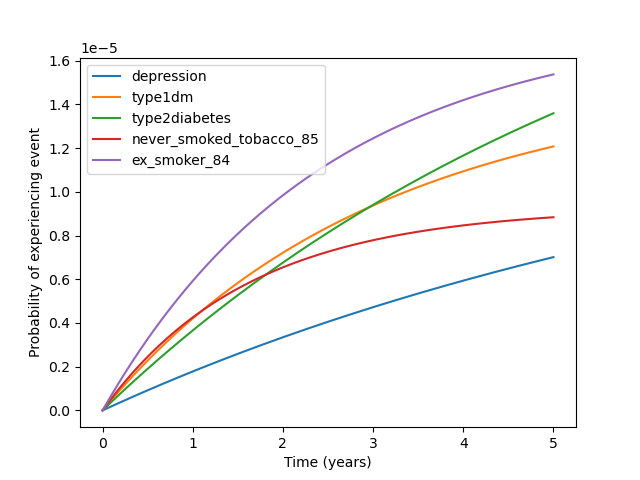 1e−5
1.6
1.4
1.2
1.0
0.8
0.6
0.4
0.2
0.0
Probability of experiencing event
depression
type1dm
type2diabetes
never_smoked_tobacco_85
ex_smoker_84
0 1 2 3 4 5
Time (years)